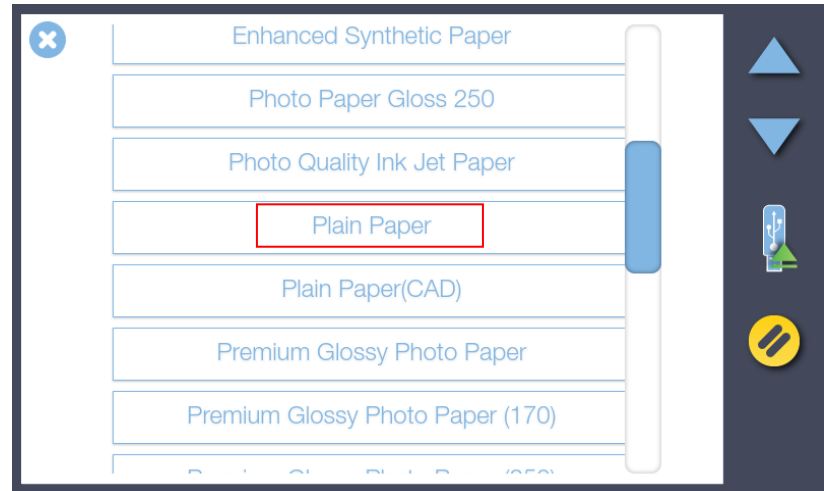 Enhanced Synthetic Paper
Photo Paper Gloss 250
Photo Quality Ink Jet Paper
Plain Paper
Plain Paper(CAD)
Premium Glossy Photo Paper
Premium Glossy Photo Paper (170)